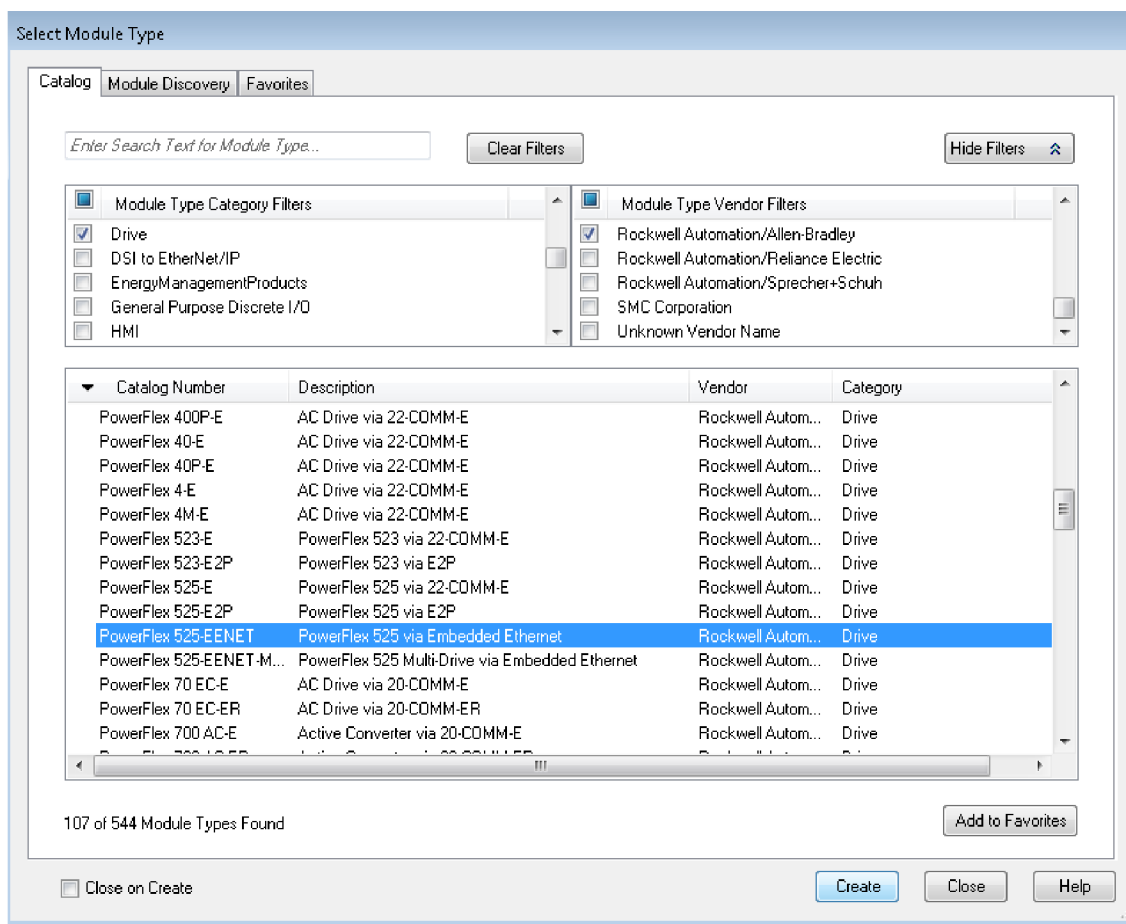 Select Module Type
Catalog Module Discovery Favorites
Enter Search Text for Module Type... Clear Filters Hide Filters
Module Type Category Filters Module Type Vendor Filters
Drive Rockwell Automation/Allen-Bradley
DSI to EtherNet/IP Rockwell Automation/Reliance Electric
EnergyManagementProducts Rockwell Automation/Sprecher+Schuh
General Purpose Discrete I/O SMC Corporation
HMI Unknown Vendor Name
Catalog Number Description Vendor Category
PowerFlex 400P-E AC Drive via 22-COMM-E Rockwell Autom... Drive
PowerFlex 40-E AC Drive via 22-COMM-E Rockwell Autom... Drive
PowerFlex 40P-E AC Drive via 22-COMM-E Rockwell Autom... Drive
PowerFlex 4-E AC Drive via 22-COMM-E Rockwell Autom... Drive
PowerFlex 4M-E AC Drive via 22-COMM-E Rockwell Autom... Drive
PowerFlex 523-E PowerFlex 523 via 22-COMM-E Rockwell Autom... Drive
PowerFlex 523-E2P PowerFlex 523 via E2P Rockwell Autom... Drive
PowerFlex 525-E PowerFlex 525 via 22-COMM-E Rockwell Autom... Drive
PowerFlex 525-E2P PowerFlex 525 via E2P Rockwell Autom... Drive
PowerFlex 525-EENET PowerFlex 525 via Embedded Ethernet Rockwell Autom... Drive
PowerFlex 525-EENET-M... PowerFlex 525 Multi-Drive via Embedded Ethernet Rockwell Autom... Drive
PowerFlex 70 EC-E AC Drive via 20-COMM-E Rockwell Autom... Drive
PowerFlex 70 EC-ER AC Drive via 20-COMM-ER Rockwell Autom... Drive
PowerFlex 700 AC-E Active Converter via 20-COMM-E Rockwell Autom... Drive
107 of 544 Module Types Found Add to Favorites
Close on Create Create Close Help